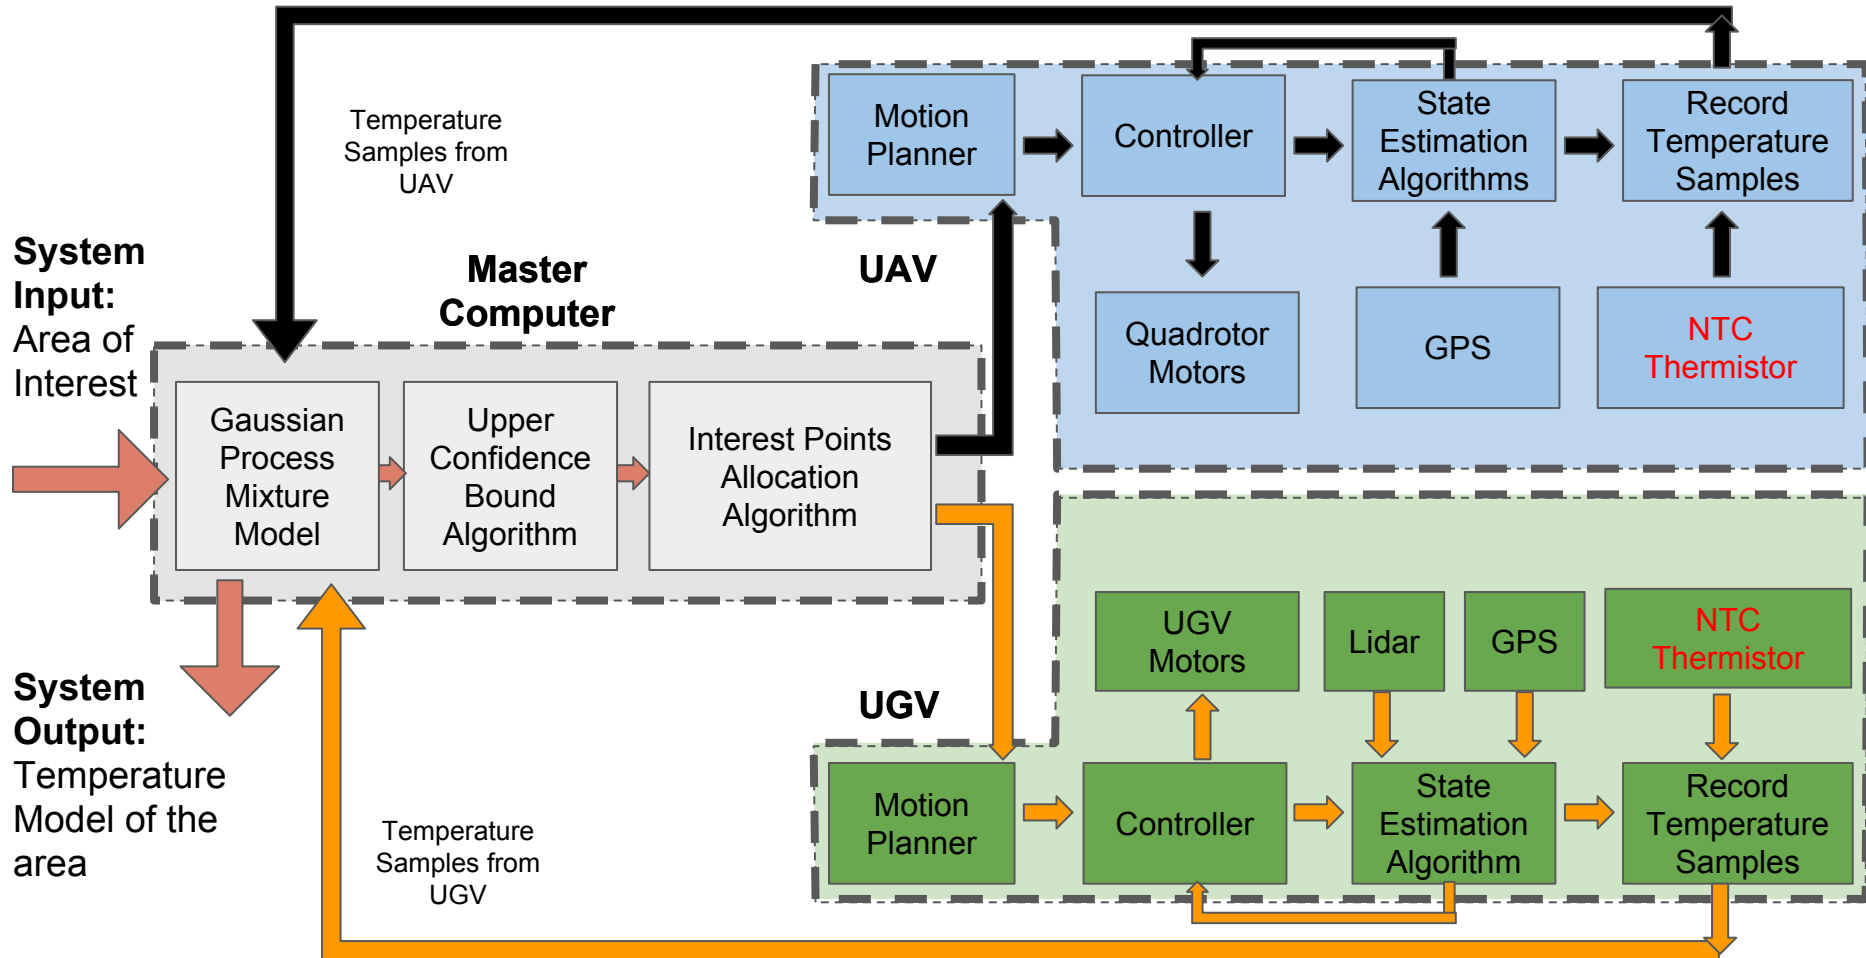 Temperature
Samples from
UAV
System
Input:
Area of
Interest
Master
Computer
Gaussian
Process
Mixture
Model
Upper
Confidence
Bound
Algorithm
Interest Points
Allocation
Algorithm
UAV
Motion
Planner
Controller
State
Estimation
Algorithms
Record
Temperature
Samples
Quadrotor
Motors
GPS
NTC
Thermistor
System
Output:
Temperature
Model of the
area
Temperature
Samples from
UGV
UGV
UGV
Motors
Lidar
GPS
NTC
Thermistor
Motion
Planner
Controller
State
Estimation
Algorithm
Record
Temperature
Samples